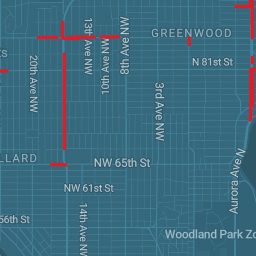 13th Ave NW
10th Ave NW
8th Ave NW
GREENWOOD
20th Ave NW
N 81st St
3rd Ave NW
LLARD
NW 65th St
NW 61st St
Aurora Ave N
14th Ave NW
56th St
Woodland Park Zo